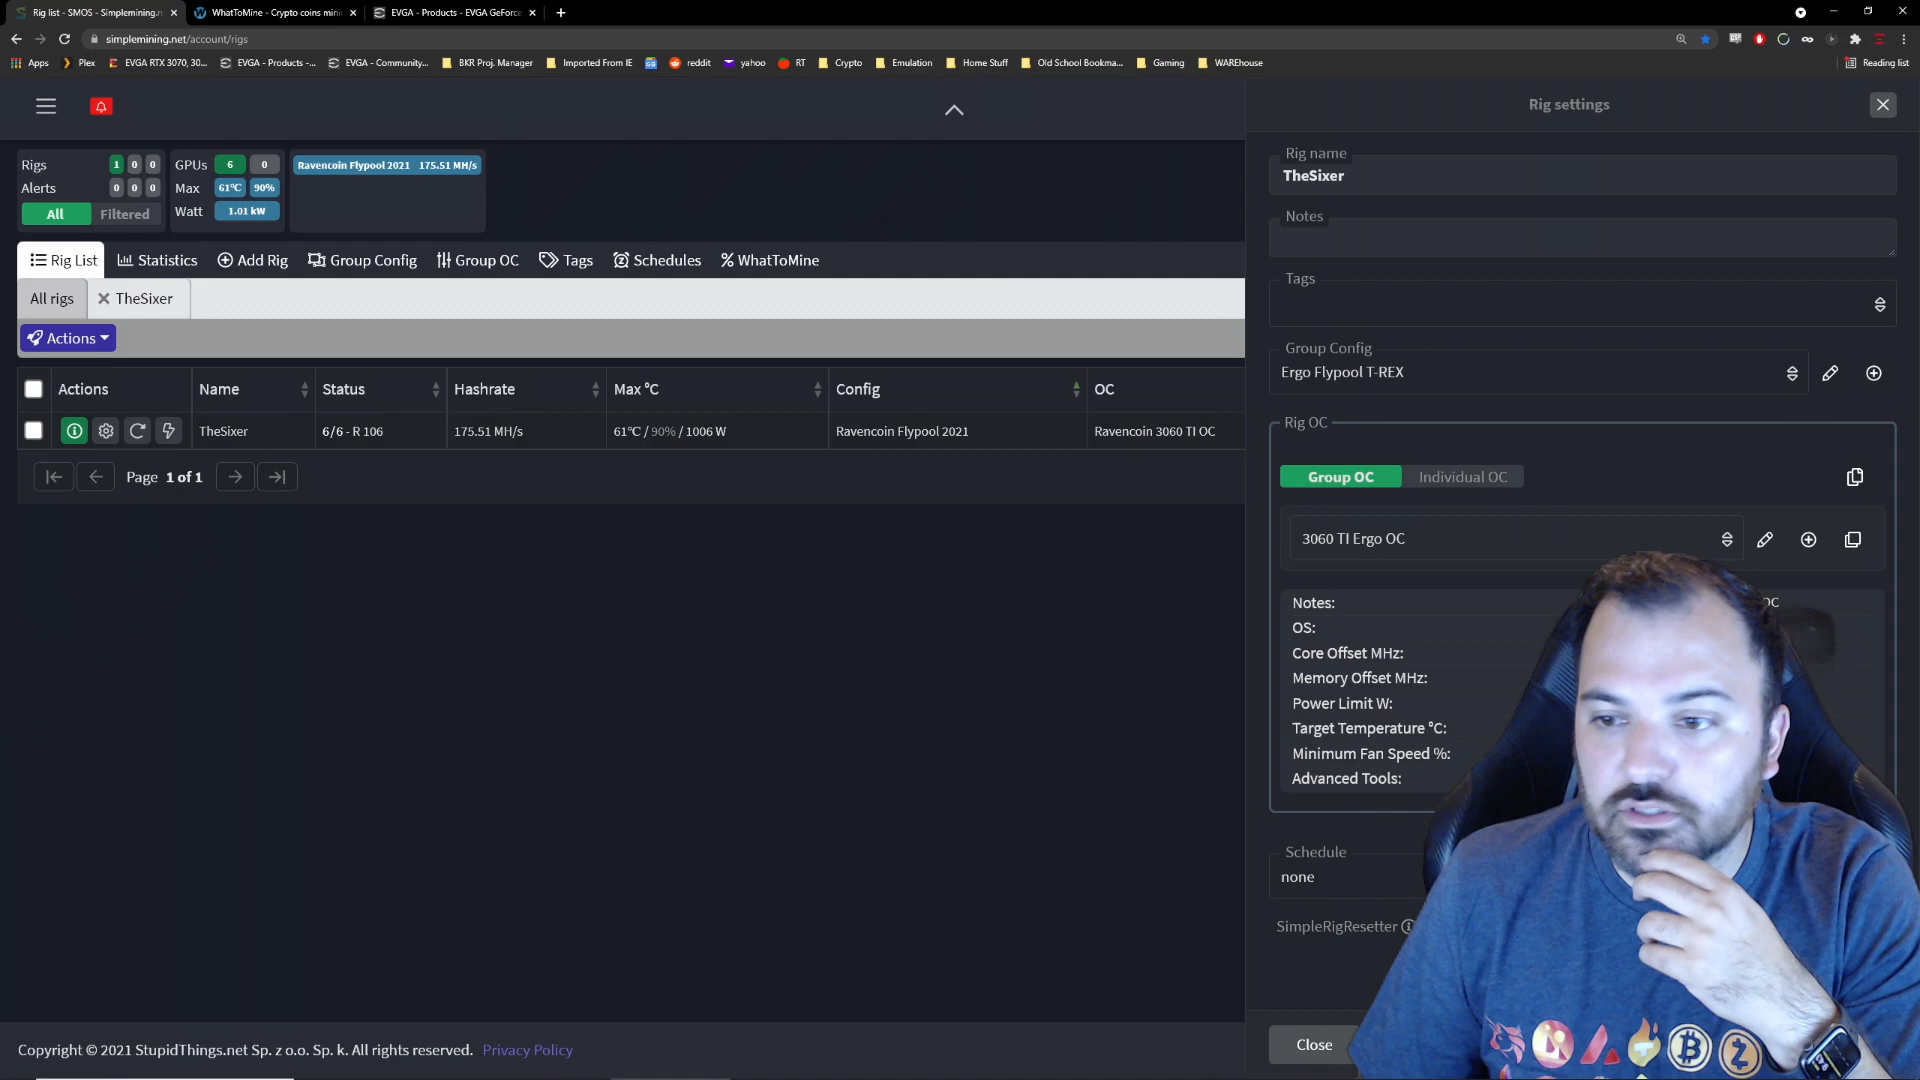 Rig list - SMOS - Simplemining.n
WhatToMine - Crypto coins mini
EVGA - Products - EVGA GeForce
simplemining.net/account/rigs
Apps
Plex
EVGA RTX 3070, 30...
EVGA - Products -...
EVGA - Community...
BKR Proj. Manager
Imported From IE
reddit
yahoo
RT
Crypto
Emulation
Home Stuff
Old School Bookma...
Gaming
WAREhouse
Reading list
Rig settings
Rigs 1 0 0
Alerts 0 0 0
All Filtered
GPUs 6 0
Max 61°C 90%
Watt 1.01 kW
Ravencoin Flypool 2021 175.51 MH/s
Rig List
Statistics
Add Rig
Group Config
Group OC
Tags
Schedules
WhatToMine
All rigs
TheSixer
Actions
Actions Name Status Hashrate Max °C Config OC
TheSixer 6/6 - R 106 175.51 MH/s 61°C / 90% / 1006 W Ravencoin Flypool 2021 Ravencoin 3060 TI OC
Page 1 of 1
Rig name
TheSixer
Notes
Tags
Group Config
Ergo Flypool T-REX
Rig OC
Group OC Individual OC
3060 TI Ergo OC
Notes: OC
OS:
Core Offset MHz:
Memory Offset MHz:
Power Limit W:
Target Temperature °C:
Minimum Fan Speed %:
Advanced Tools:
Schedule
none
SimpleRigResetter
Close
Copyright © 2021 StupidThings.net Sp. z o.o. Sp. k. All rights reserved. Privacy Policy